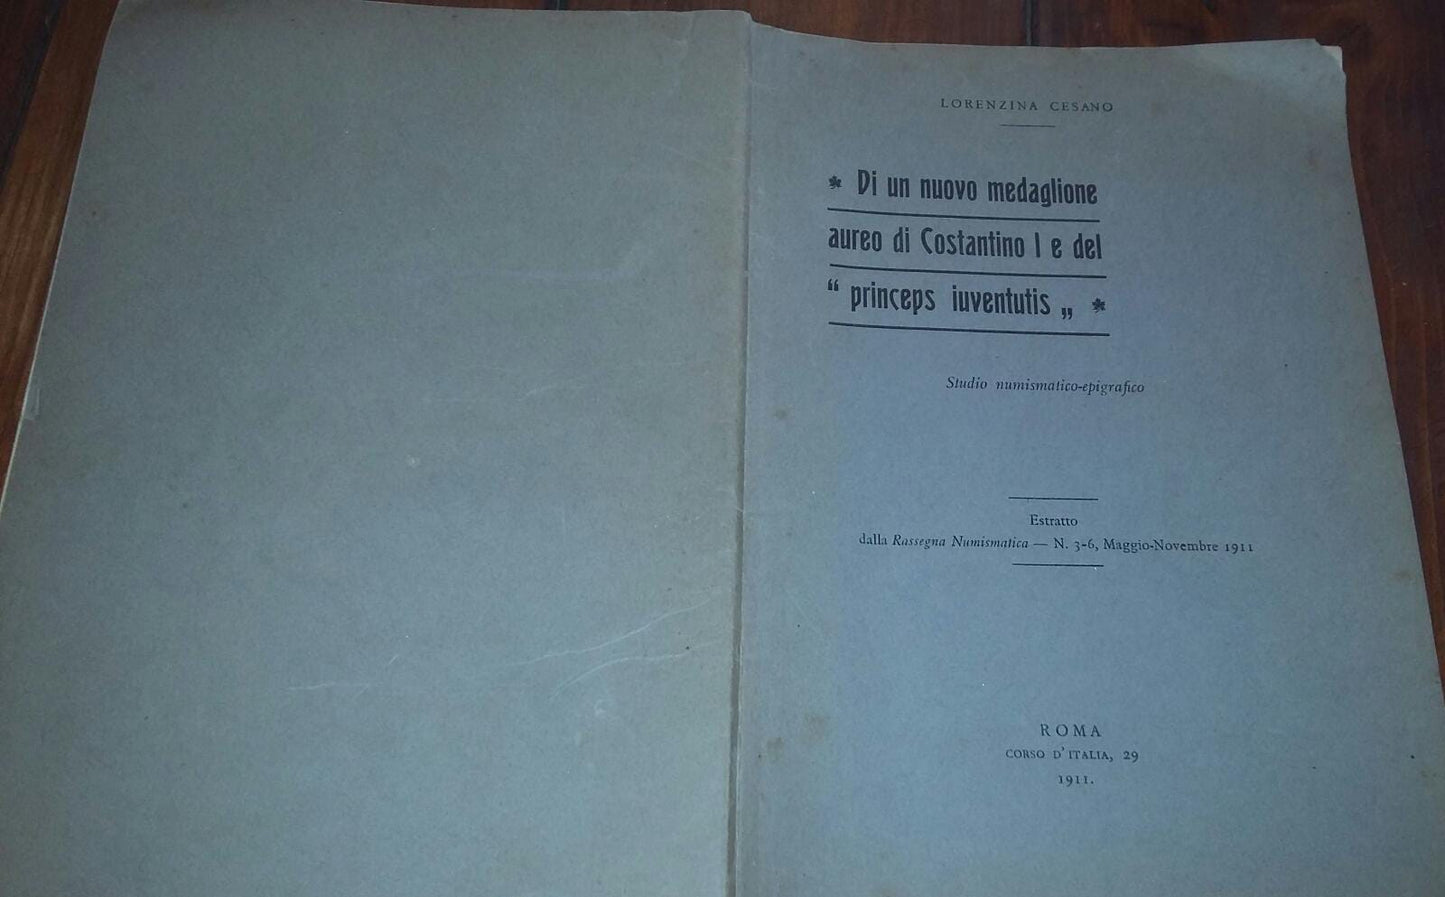 LORENZINA CESANO
* Di un nuovo medaglione
aureo di Costantino I e del
“ princeps iuventutis „ *
Studio numismatico-epigrafico
Estratto
dalla Rassegna Numismatica — N. 3-6, Maggio-Novembre 1911
ROMA
CORSO D' ITALIA, 29
1911.